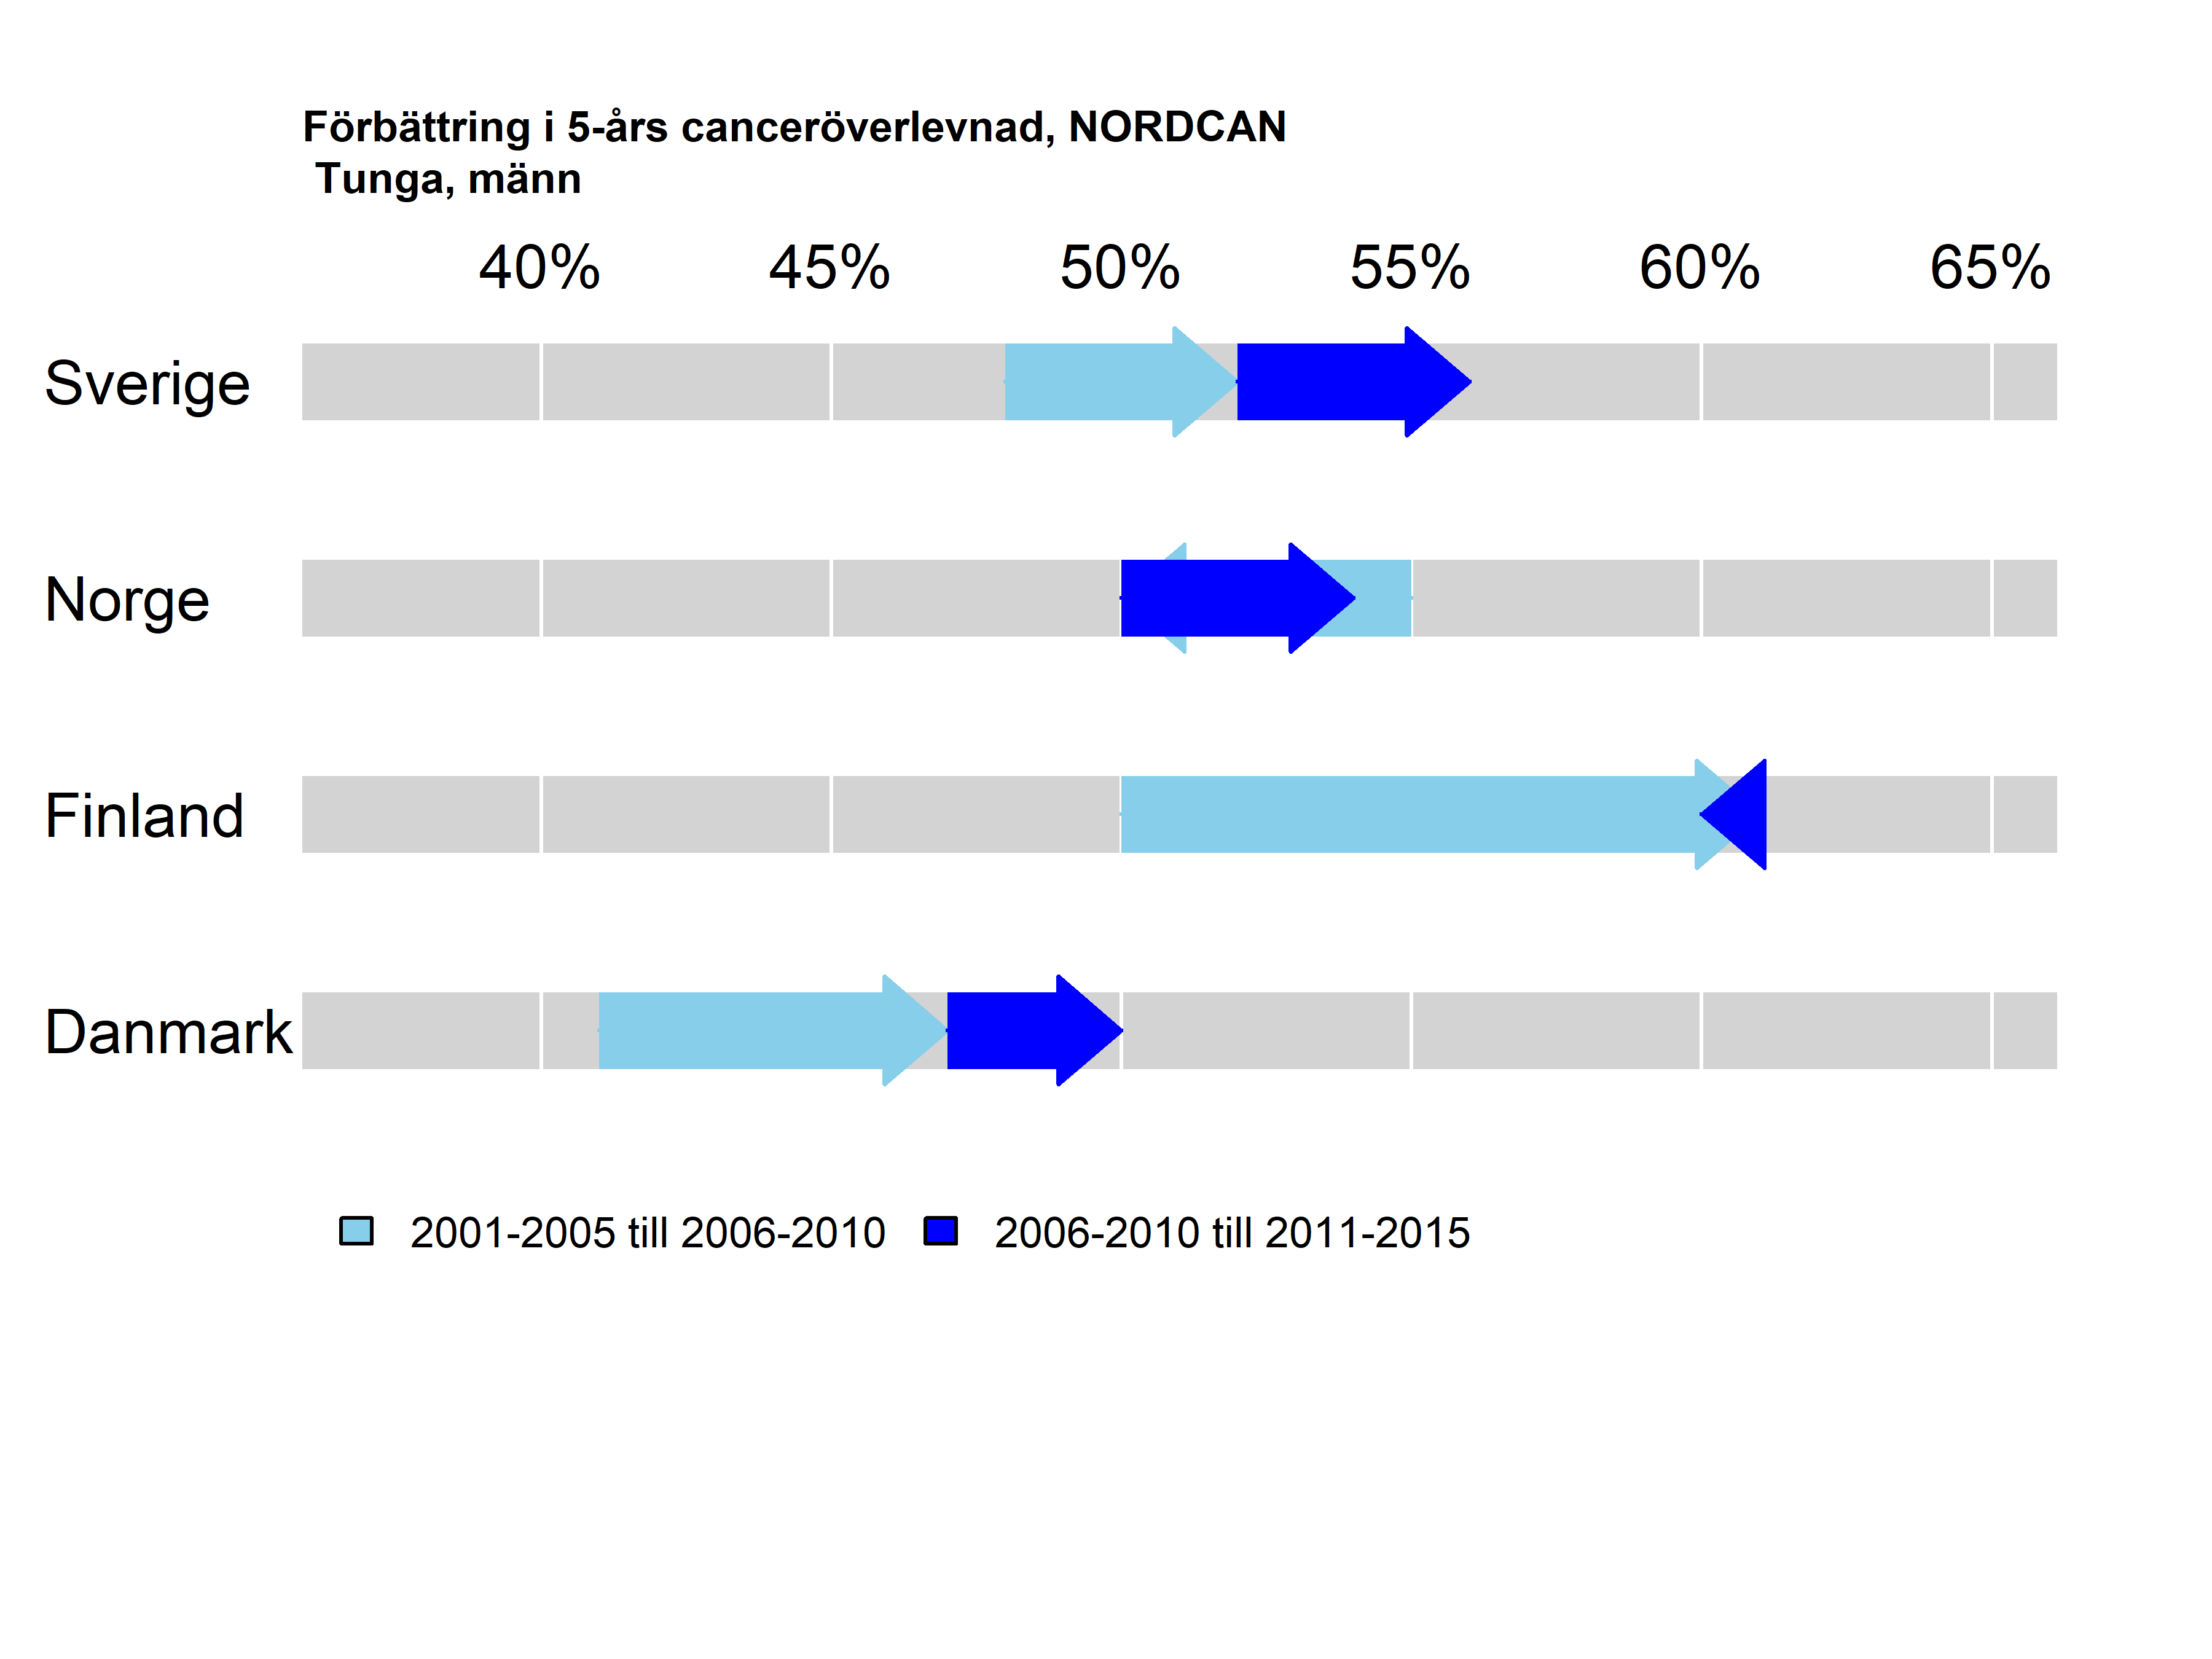 Förbättring i 5-års canceröverlevnad, NORDCAN
Tunga, männ
40% 45% 50% 55% 60% 65%
Sverige
Norge
Finland
Danmark
2001-2005 till 2006-2010 2006-2010 till 2011-2015